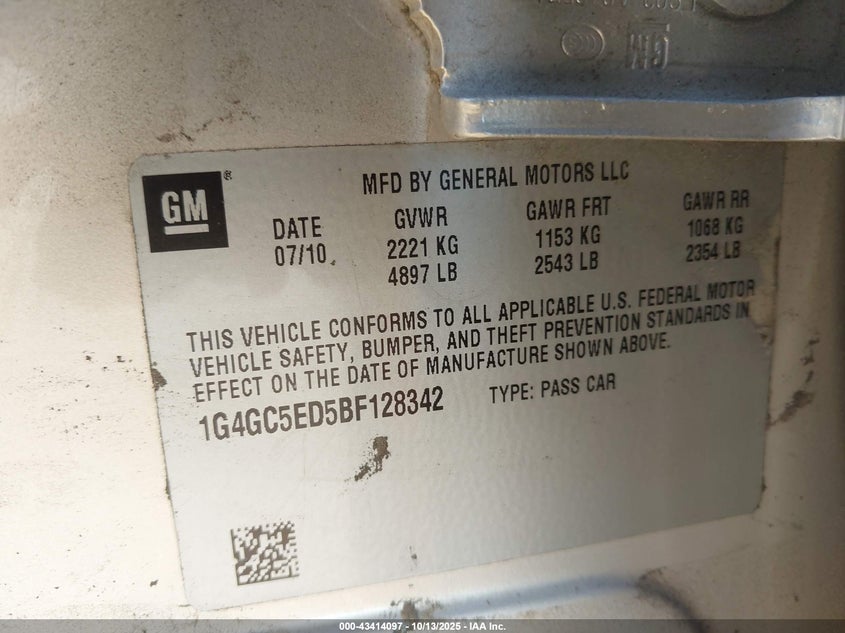 GM
GM
®
MFD BY GENERAL MOTORS LLC
DATE GVWR GAWR FRT GAWR RR
07/10 2221 KG 1153 KG 1068 KG
4897 LB 2543 LB 2354 LB
THIS VEHICLE CONFORMS TO ALL APPLICABLE U.S. FEDERAL MOTOR
VEHICLE SAFETY, BUMPER, AND THEFT PREVENTION STANDARDS IN
EFFECT ON THE DATE OF MANUFACTURE SHOWN ABOVE.
1G4GC5ED5BF128342 TYPE: PASS CAR
000-43414097 - 10/13/2025 - IAA Inc.